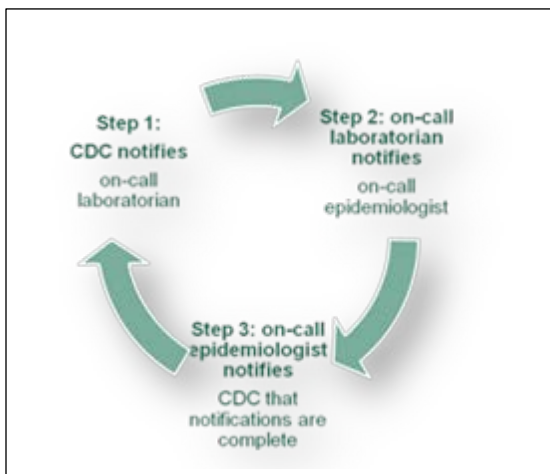 Step 1:
CDC notifies
on-call
laboratorian
Step 2: on-call
laboratorian
notifies
on-call
epidemiologist
Step 3: on-call
epidemiologist
notifies
CDC that
notifications are
complete